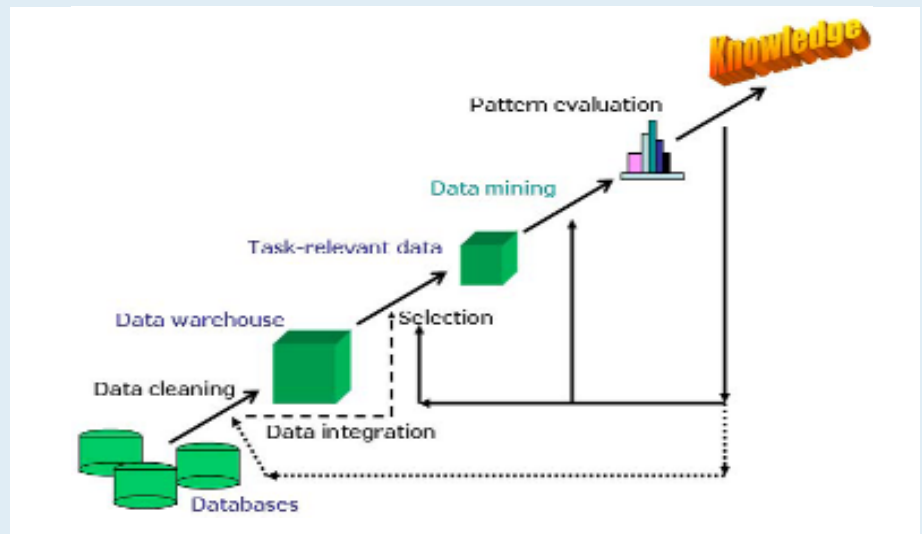 Knowledge
Pattern evaluation
Data mining
Task-relevant data
Selection
Data warehouse
Data cleaning
Data integration
Databases